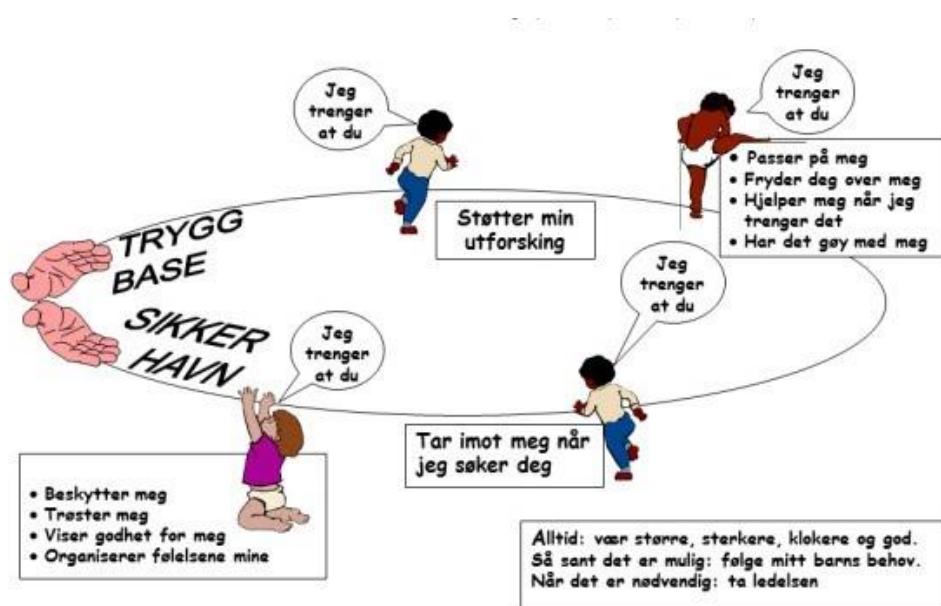 Jeg
trenger
at du
Jeg
trenger
at du
• Passer på meg
• Fryder deg over meg
• Hjelper meg når jeg
trenger det
• Har det gøy med meg
Støtter min
utforsking
TRYGG
BASE
SIKKER
HAVN
Jeg
trenger
at du
Jeg
trenger
at du
Tar imot meg når
jeg søker deg
• Beskytter meg
• Trøster meg
• Viser godhet for meg
• Organiserer følelsene mine
Alltid: vær større, sterkere, klokere og god.
Så sant det er mulig: følge mitt barns behov.
Når det er nødvendig: ta ledelsen